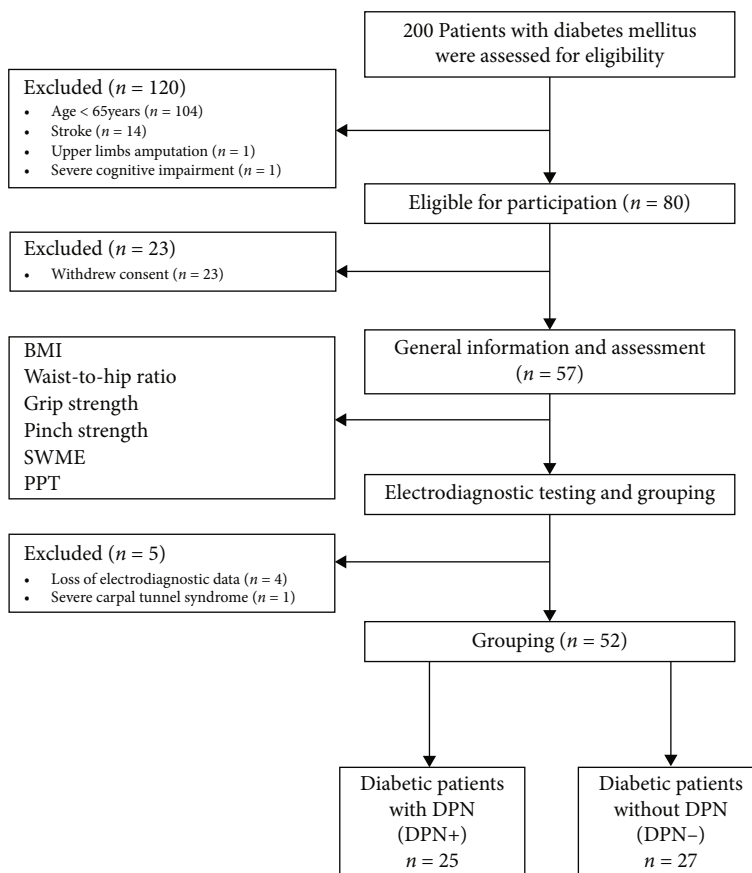 200 Patients with diabetes mellitus
were assessed for eligibility
Excluded (n = 120)
• Age < 65years (n = 104)
• Stroke (n = 14)
• Upper limbs amputation (n = 1)
• Severe cognitive impairment (n = 1)
Eligible for participation (n = 80)
Excluded (n = 23)
• Withdrew consent (n = 23)
General information and assessment
(n = 57)
BMI
Waist-to-hip ratio
Grip strength
Pinch strength
SWME
PPT
Electrodiagnostic testing and grouping
Excluded (n = 5)
• Loss of electrodiagnostic data (n = 4)
• Severe carpal tunnel syndrome (n = 1)
Grouping (n = 52)
Diabetic patients
with DPN
(DPN+)
n = 25
Diabetic patients
without DPN
(DPN–)
n = 27